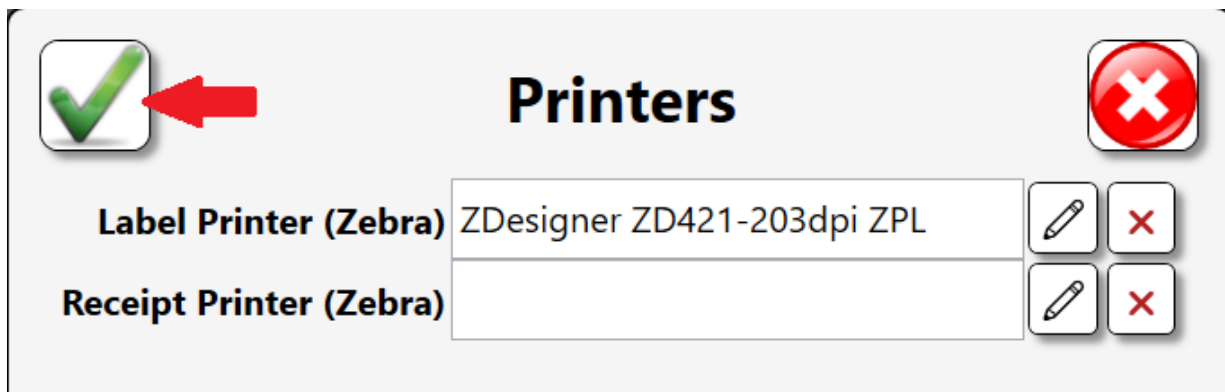 Printers
Label Printer (Zebra) ZDesigner ZD421-203dpi ZPL
Receipt Printer (Zebra)